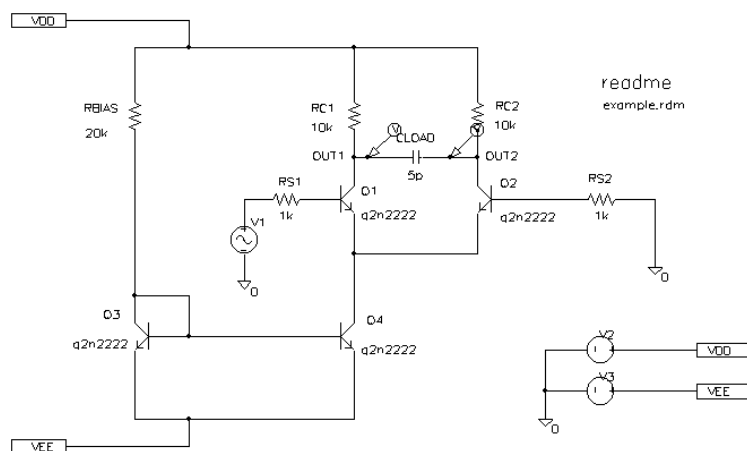 VDD
RBIAS
20k
RC1
10k
RC2
10k
readme
example.rdm
V
CLOAD
V
OUT1
OUT2
5p
RS1
1k
Q1
q2n2222
Q2
q2n2222
RS2
1k
V1
0
0
Q3
q2n2222
Q4
q2n2222
V2
VDD
V3
VEE
0
VEE